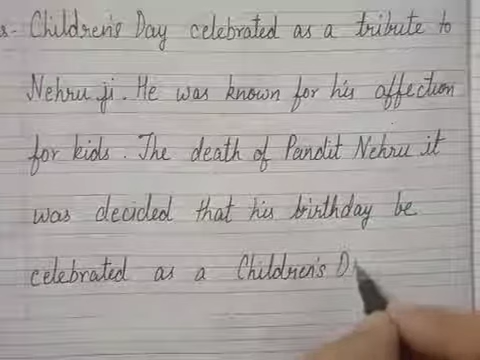 s- Children's Day celebrated as a tribute to
Nehru ji. He was known for his affection
for kids. The death of Pandit Nehru it
was decided that his birthday be
celebrated as a Children's D